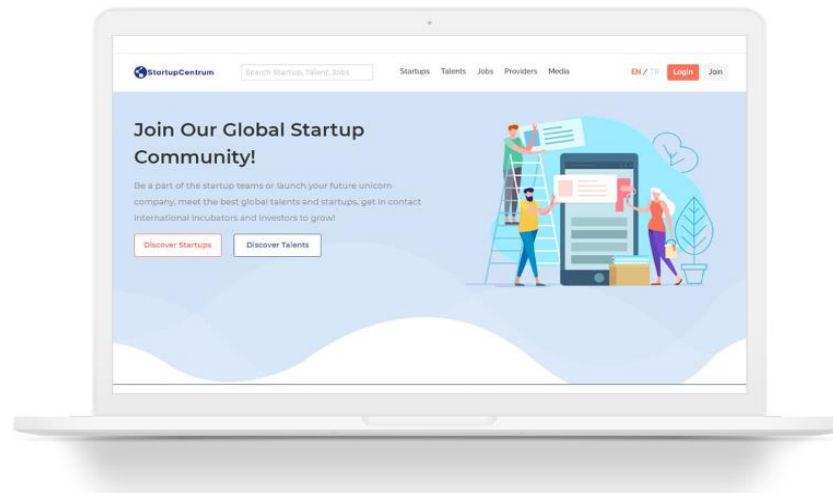 StartupCentrum
Search Startup, Talent, Jobs
Startups Talents Jobs Providers Media
EN / TR
Login
Join
Join Our Global Startup
Community!
Be a part of the startup teams or launch your future unicorn
company, meet the best global talents and startups, get in contact
international incubators and investors to grow!
Discover Startups
Discover Talents